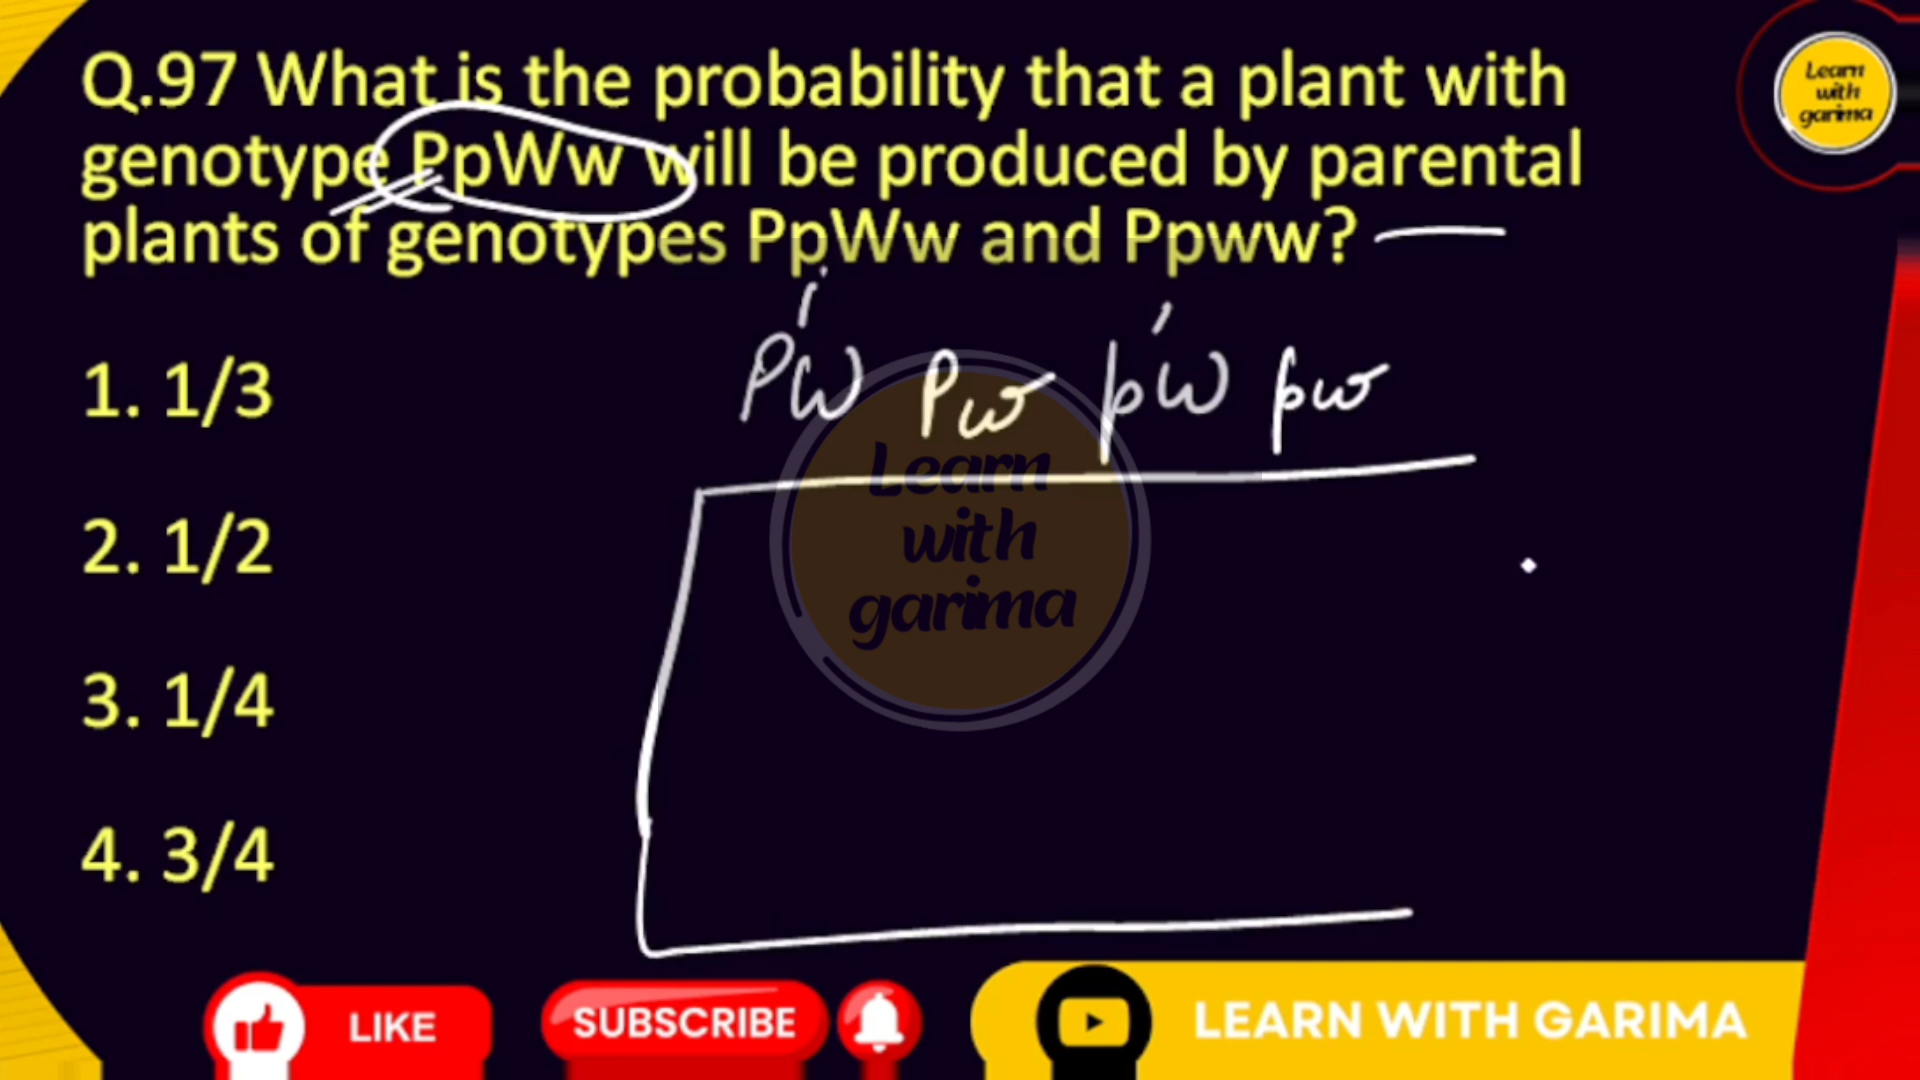 Q.97 What is the probability that a plant with
genotype PpWw will be produced by parental
plants of genotypes PpWw and Ppww?
Learn
with
garima
PW Pw pW pw
1. 1/3
2. 1/2
3. 1/4
4. 3/4
Learn
with
garima
LIKE
SUBSCRIBE
LEARN WITH GARIMA